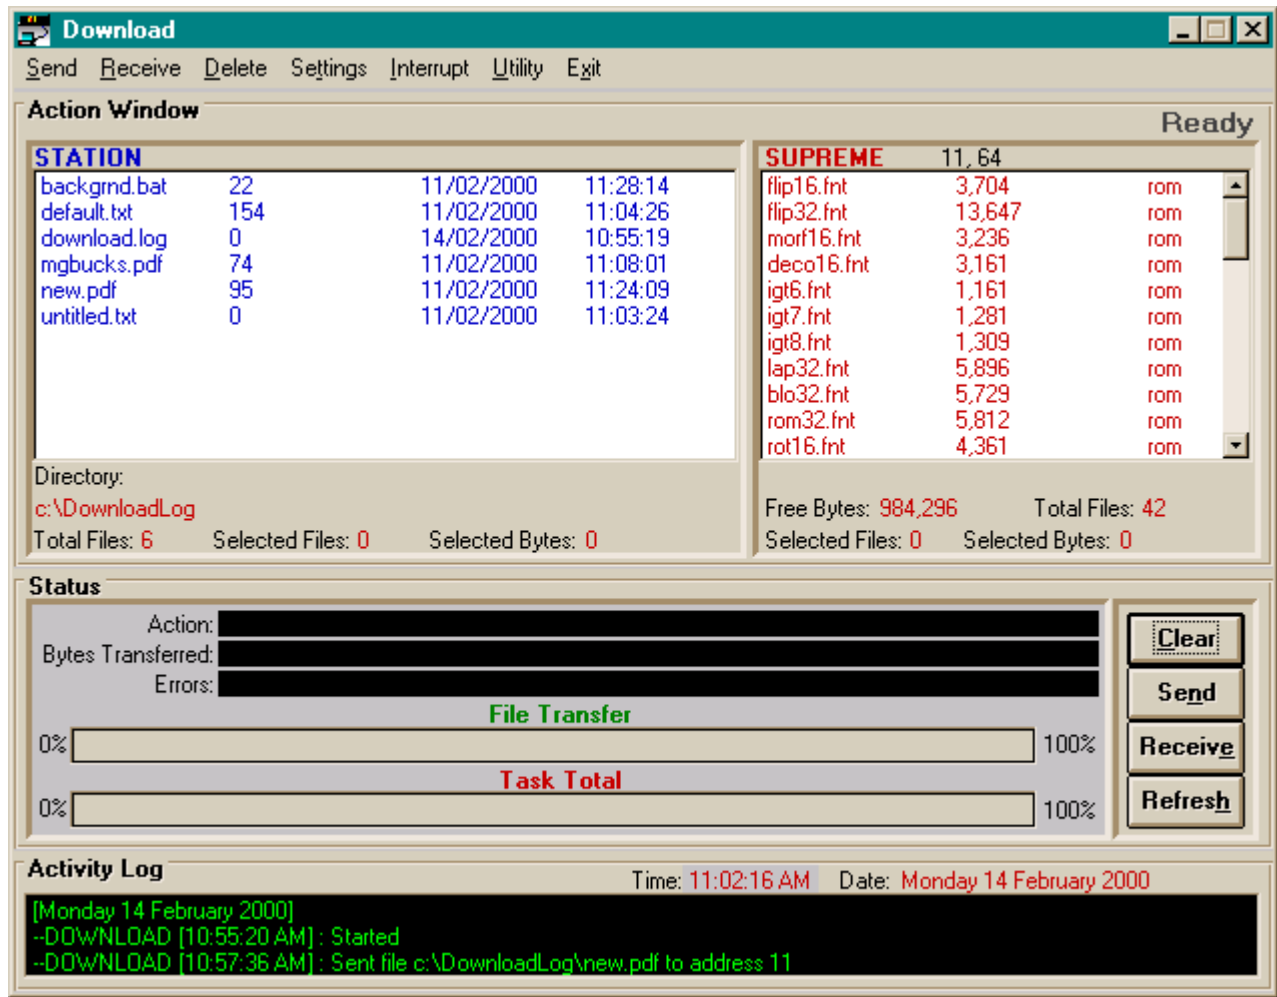 Download
Send Receive Delete Settings Interrupt Utility Exit
Action Window
Ready
STATION
backgrnd.bat 22 11/02/2000 11:28:14
default.txt 154 11/02/2000 11:04:26
download.log 0 14/02/2000 10:55:19
mgbucks.pdf 74 11/02/2000 11:08:01
new.pdf 95 11/02/2000 11:24:09
untitled.txt 0 11/02/2000 11:03:24
Directory:
c:\DownloadLog
Total Files: 6 Selected Files: 0 Selected Bytes: 0
SUPREME 11, 64
flip16.fnt 3,704 rom
flip32.fnt 13,647 rom
morf16.fnt 3,236 rom
deco16.fnt 3,161 rom
igt6.fnt 1,161 rom
igt7.fnt 1,281 rom
igt8.fnt 1,309 rom
lap32.fnt 5,896 rom
blo32.fnt 5,729 rom
rom32.fnt 5,812 rom
rot16.fnt 4,361 rom
Free Bytes: 984,296 Total Files: 42
Selected Files: 0 Selected Bytes: 0
Status
Action:
Bytes Transferred:
Errors:
File Transfer
0% 100%
Task Total
0% 100%
Clear
Send
Receive
Refresh
Activity Log
Time: 11:02:16 AM Date: Monday 14 February 2000
[Monday 14 February 2000]
--DOWNLOAD [10:55:20 AM] : Started
--DOWNLOAD [10:57:36 AM] : Sent file c:\DownloadLog\new.pdf to address 11